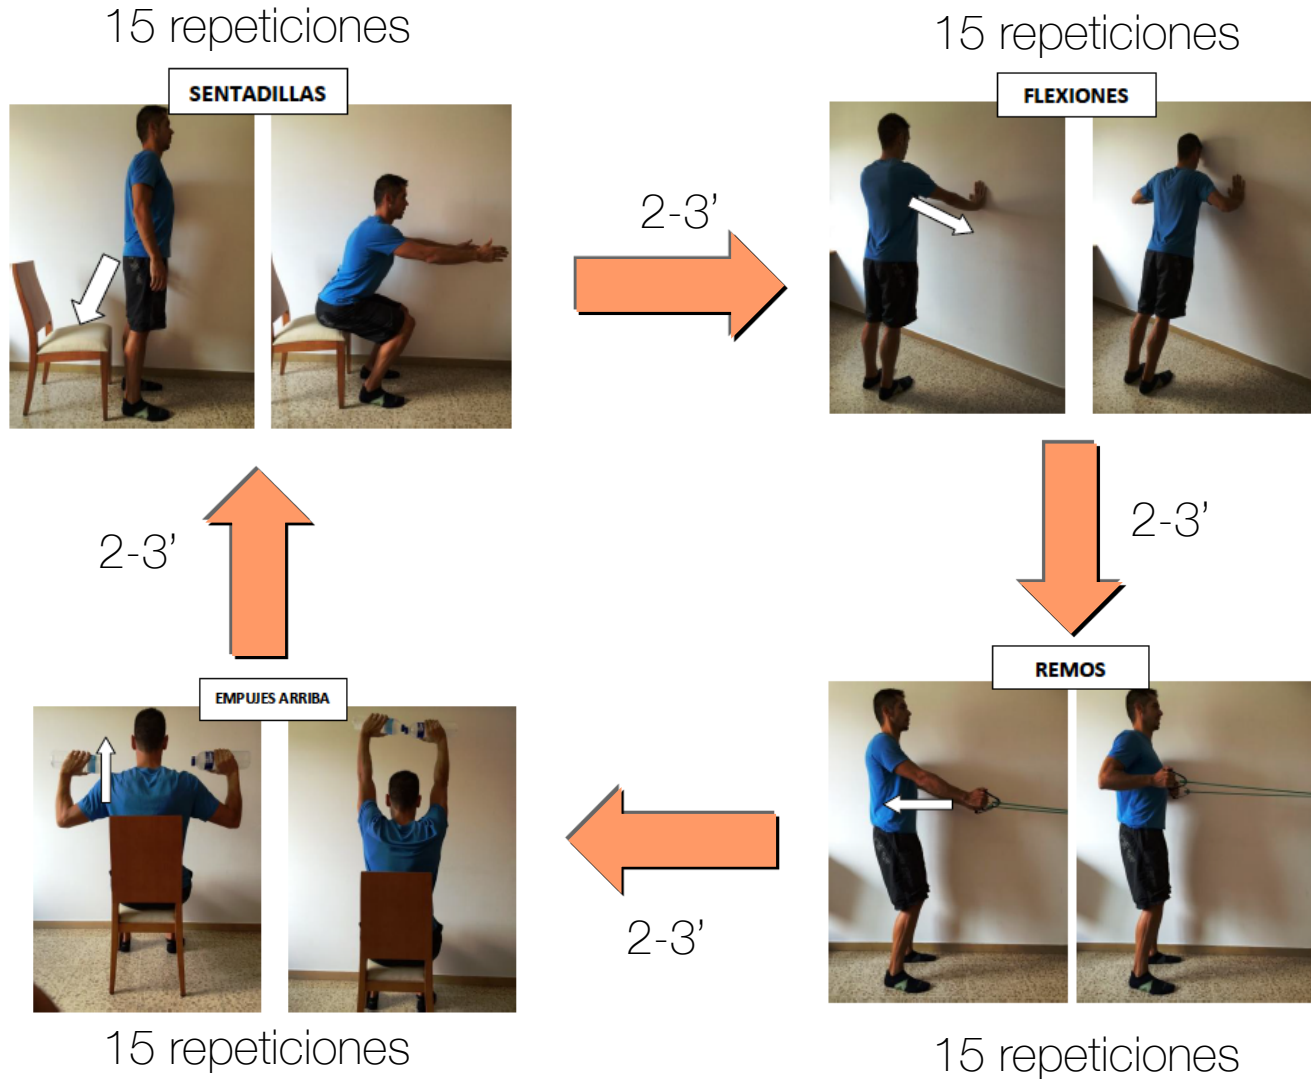 15 repeticiones
SENTADILLAS
2-3’
15 repeticiones
FLEXIONES
2-3’
REMOS
15 repeticiones
2-3’
EMPUJES ARRIBA
15 repeticiones
2-3’